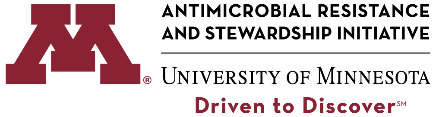 ANTIMICROBIAL RESISTANCE
AND STEWARDSHIP INITIATIVE
M®
UNIVERSITY OF MINNESOTA
Driven to Discover℠